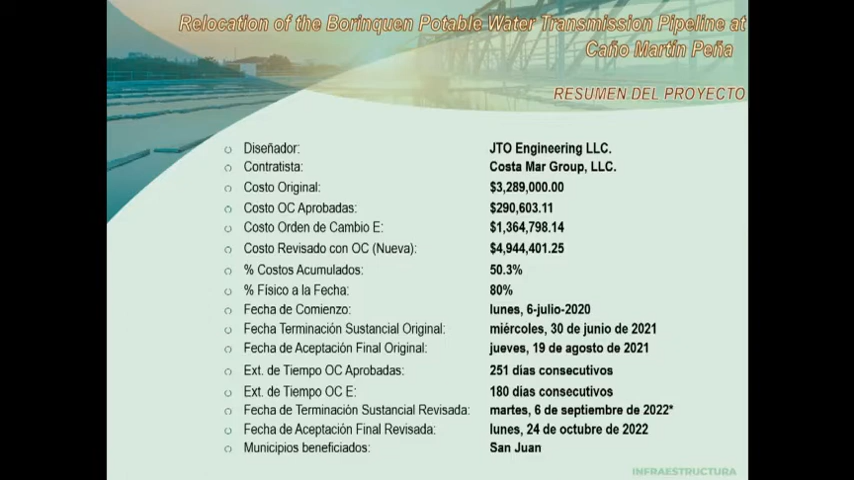 Relocation of the Borinquen Potable Water Transmission Pipeline at
Caño Martín Peña
RESUMEN DEL PROYECTO
Diseñador: JTO Engineering LLC.
Contratista: Costa Mar Group, LLC.
Costo Original: $3,289,000.00
Costo OC Aprobadas: $290,603.11
Costo Orden de Cambio E: $1,364,798.14
Costo Revisado con OC (Nueva): $4,944,401.25
% Costos Acumulados: 50.3%
% Físico a la Fecha: 80%
Fecha de Comienzo: lunes, 6-julio-2020
Fecha Terminación Sustancial Original: miércoles, 30 de junio de 2021
Fecha de Aceptación Final Original: jueves, 19 de agosto de 2021
Ext. de Tiempo OC Aprobadas: 251 dias consecutivos
Ext. de Tiempo OC E: 180 dias consecutivos
Fecha de Terminación Sustancial Revisada: martes, 6 de septiembre de 2022*
Fecha de Aceptación Final Revisada: lunes, 24 de octubre de 2022
Municipios beneficiados: San Juan
INFRAESTRUCTURA